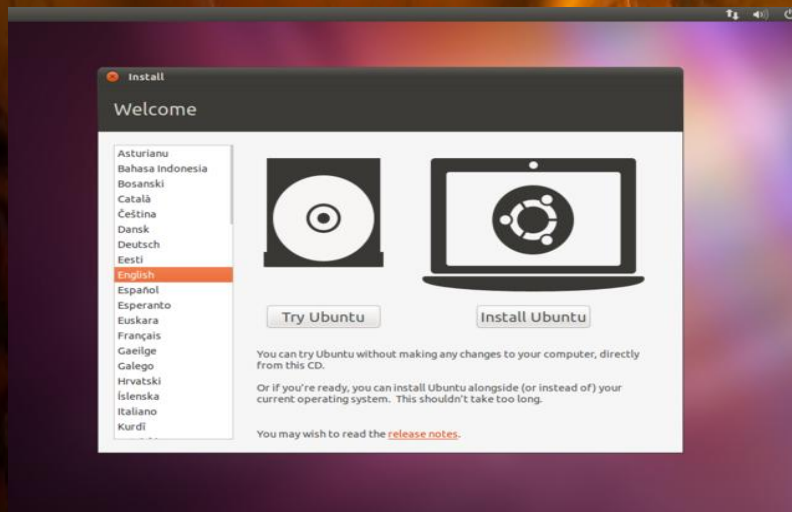 Install
Welcome
Asturianu
Bahasa Indonesia
Bosanski
Català
Čeština
Dansk
Deutsch
Eesti
English
Español
Esperanto
Euskara
Français
Gaeilge
Galego
Hrvatski
Íslenska
Italiano
Kurdî
Try Ubuntu
Install Ubuntu
You can try Ubuntu without making any changes to your computer, directly
from this CD.
Or if you're ready, you can install Ubuntu alongside (or instead of) your
current operating system. This shouldn't take too long.
You may wish to read the release notes.